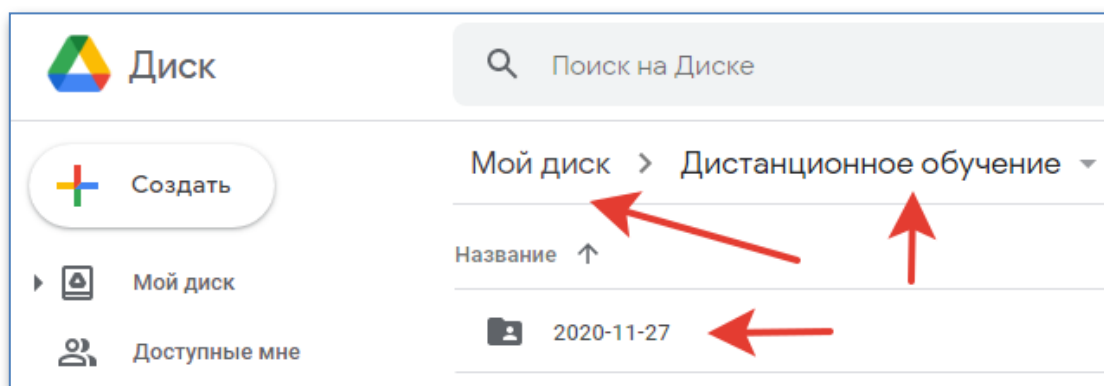 Диск
Поиск на Диске
Создать
Мой диск > Дистанционное обучение
Название
Мой диск
2020-11-27
Доступные мне